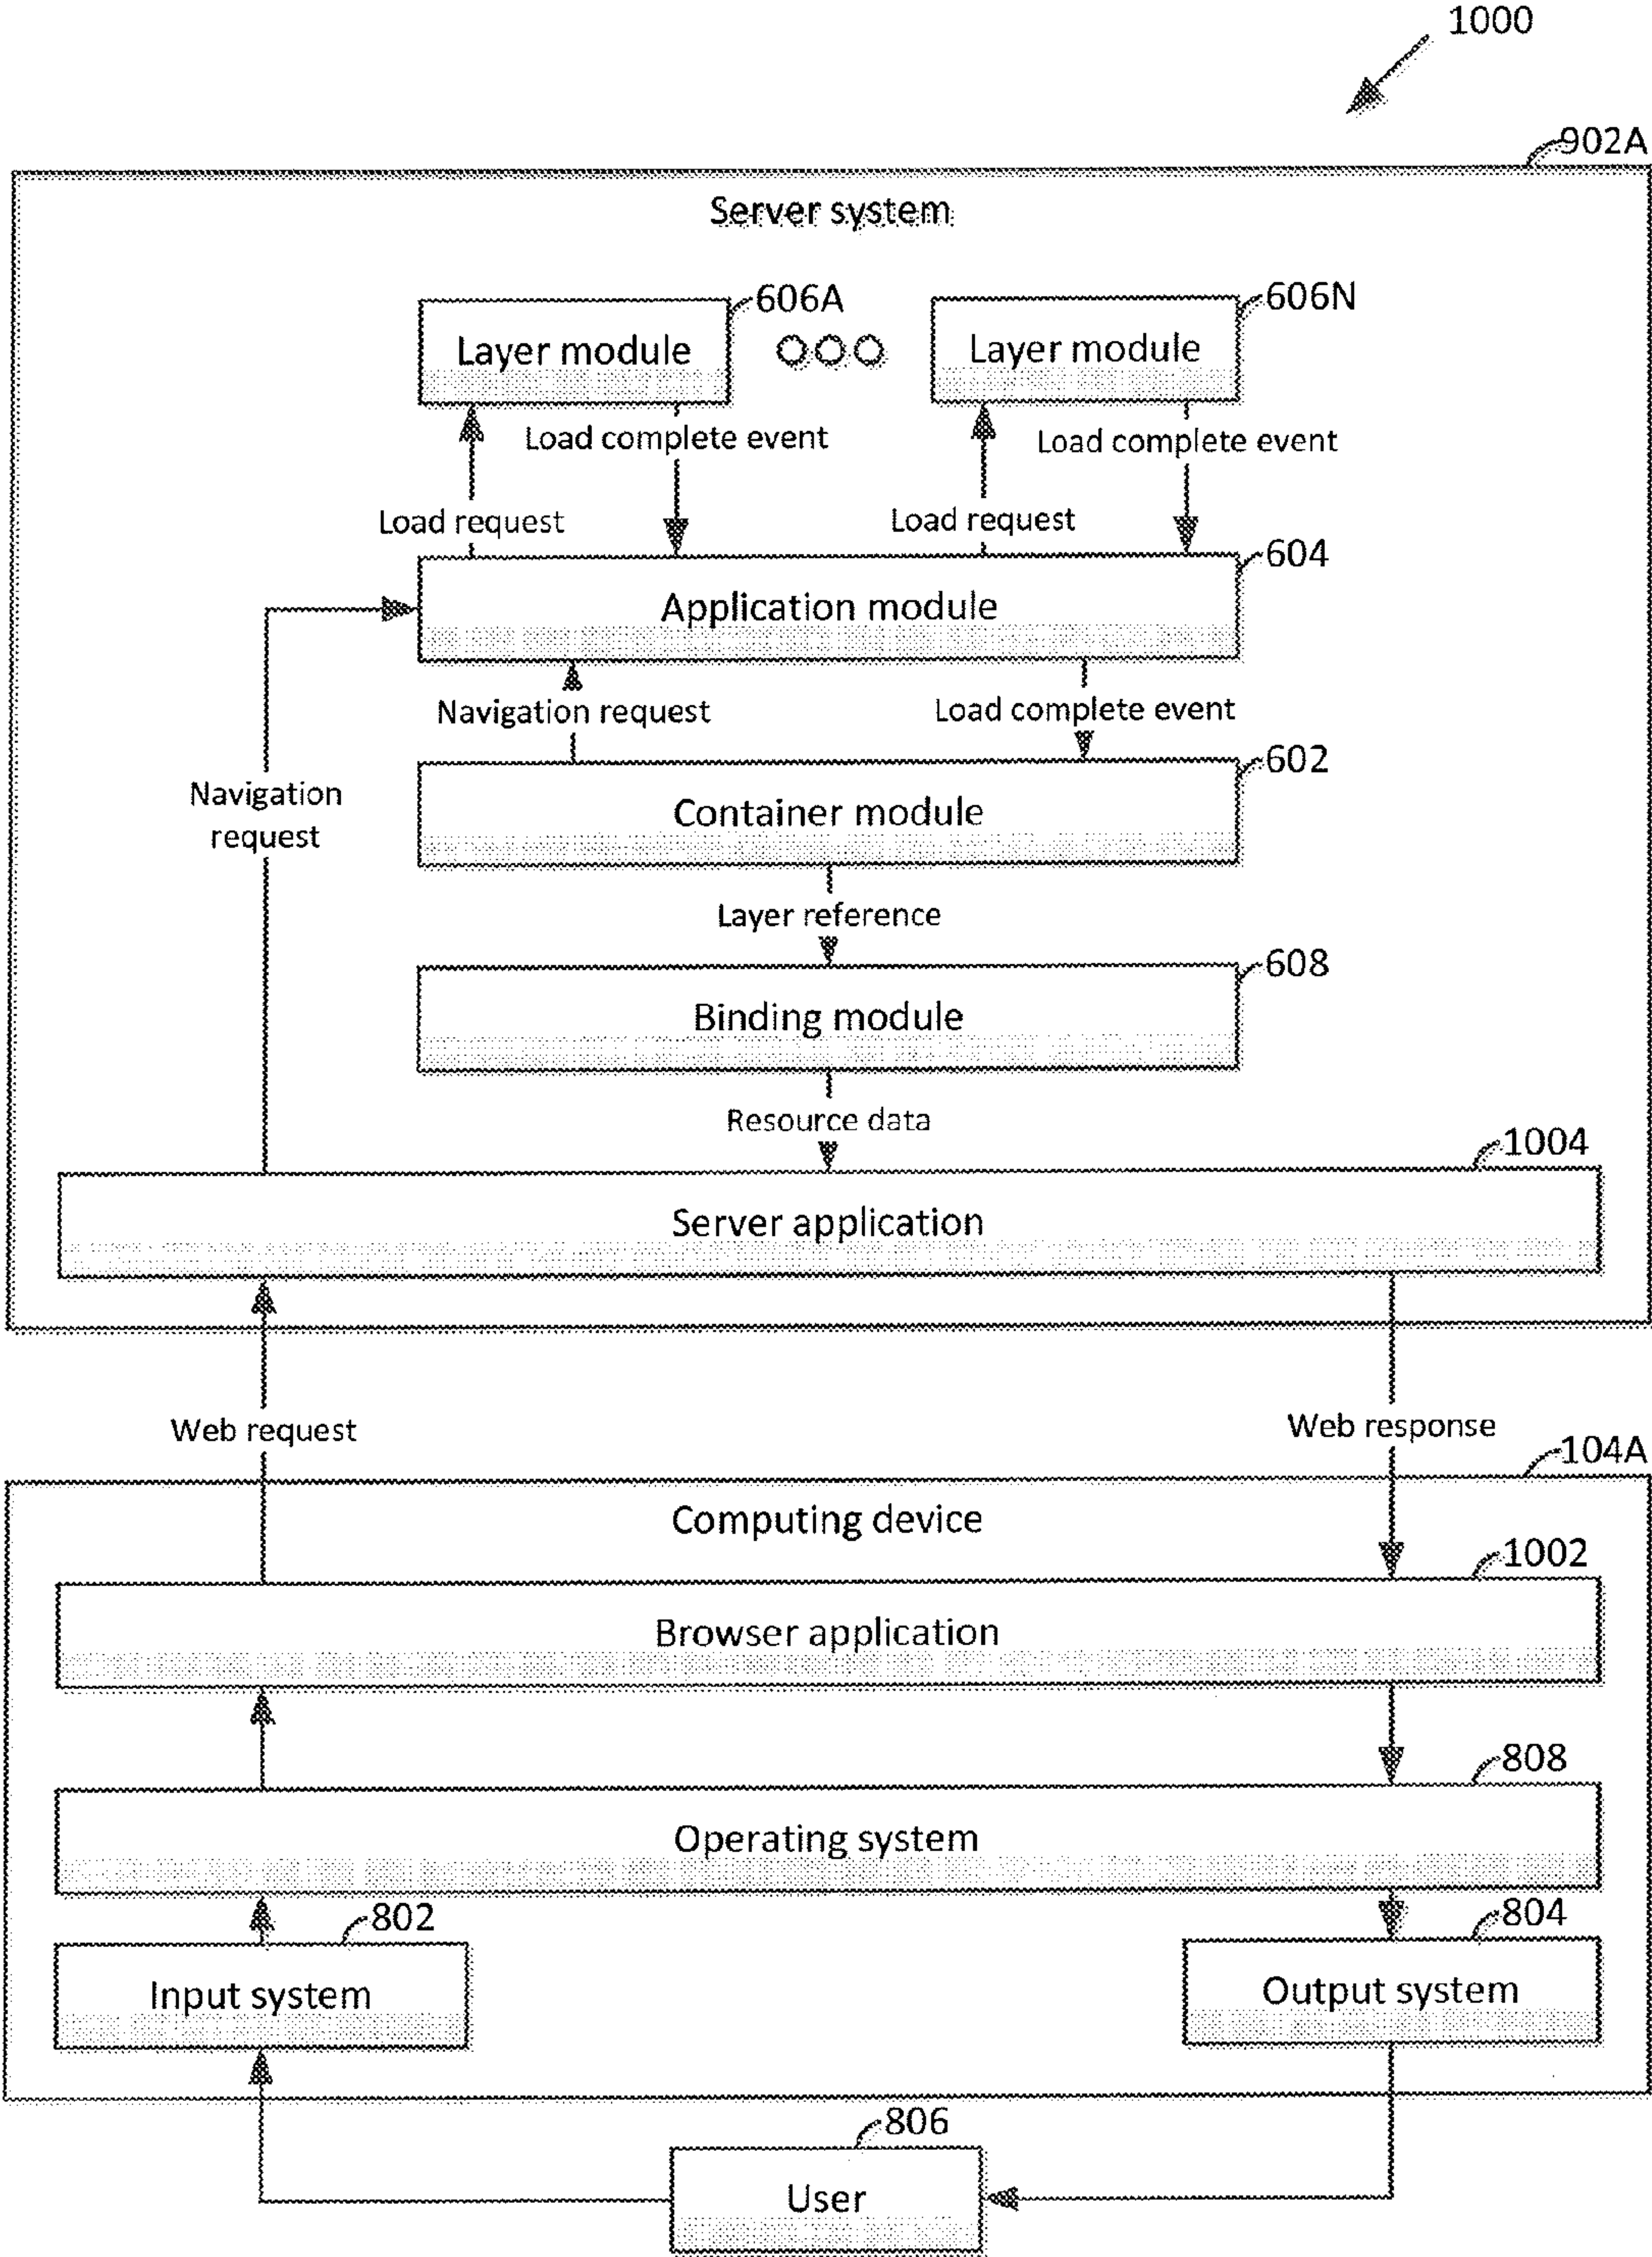 1000
902A
Server system
606A
606N
Layer module
Layer module
Load complete event
Load complete event
Load request
Load request
604
Application module
Navigation request
Load complete event
602
Navigation
request
Container module
Layer reference
608
Binding module
Resource data
1004
Server application
Web request
Web response
104A
Computing device
1002
Browser application
808
Operating system
802
804
Input system
Output system
806
User